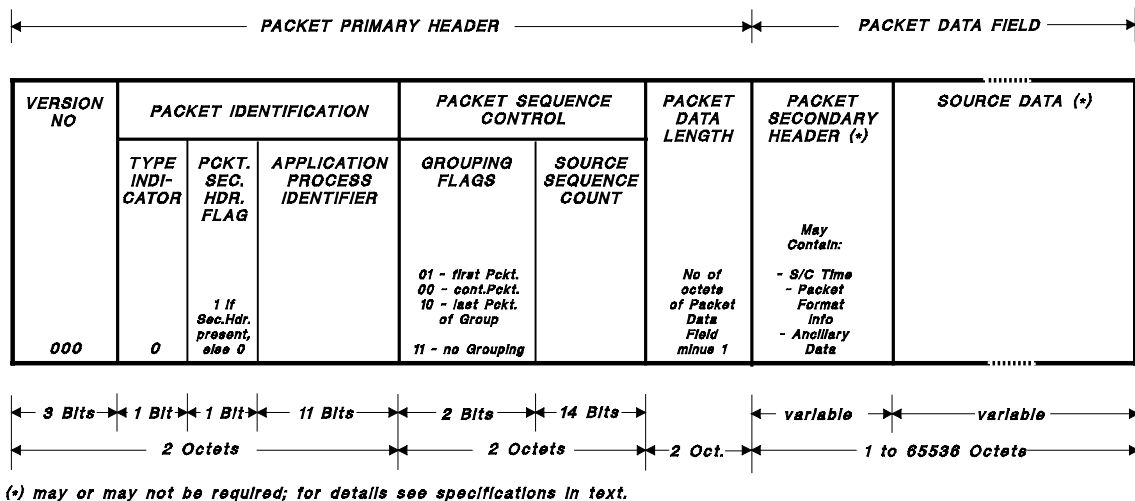 PACKET PRIMARY HEADER
PACKET DATA FIELD
VERSION
NO
PACKET IDENTIFICATION
PACKET SEQUENCE
CONTROL
PACKET
DATA
LENGTH
PACKET
SECONDARY
HEADER (*)
SOURCE DATA (*)
TYPE
INDI-
CATOR
PCKT.
SEC.
HDR.
FLAG
APPLICATION
PROCESS
IDENTIFIER
GROUPING
FLAGS
SOURCE
SEQUENCE
COUNT
000
0
1 if
Sec.Hdr.
present,
else 0
01 - first Pckt.
00 - cont.Pckt.
10 - last Pckt.
of Group
11 - no Grouping
No of
octets
of Packet
Data
Field
minus 1
May
Contain:
- S/C Time
- Packet
Format
Info
- Ancillary
Data
3 Bits
1 Bit
1 Bit
11 Bits
2 Bits
14 Bits
variable
variable
2 Octets
2 Octets
2 Oct.
1 to 65536 Octets
(*) may or may not be required; for details see specifications in text.